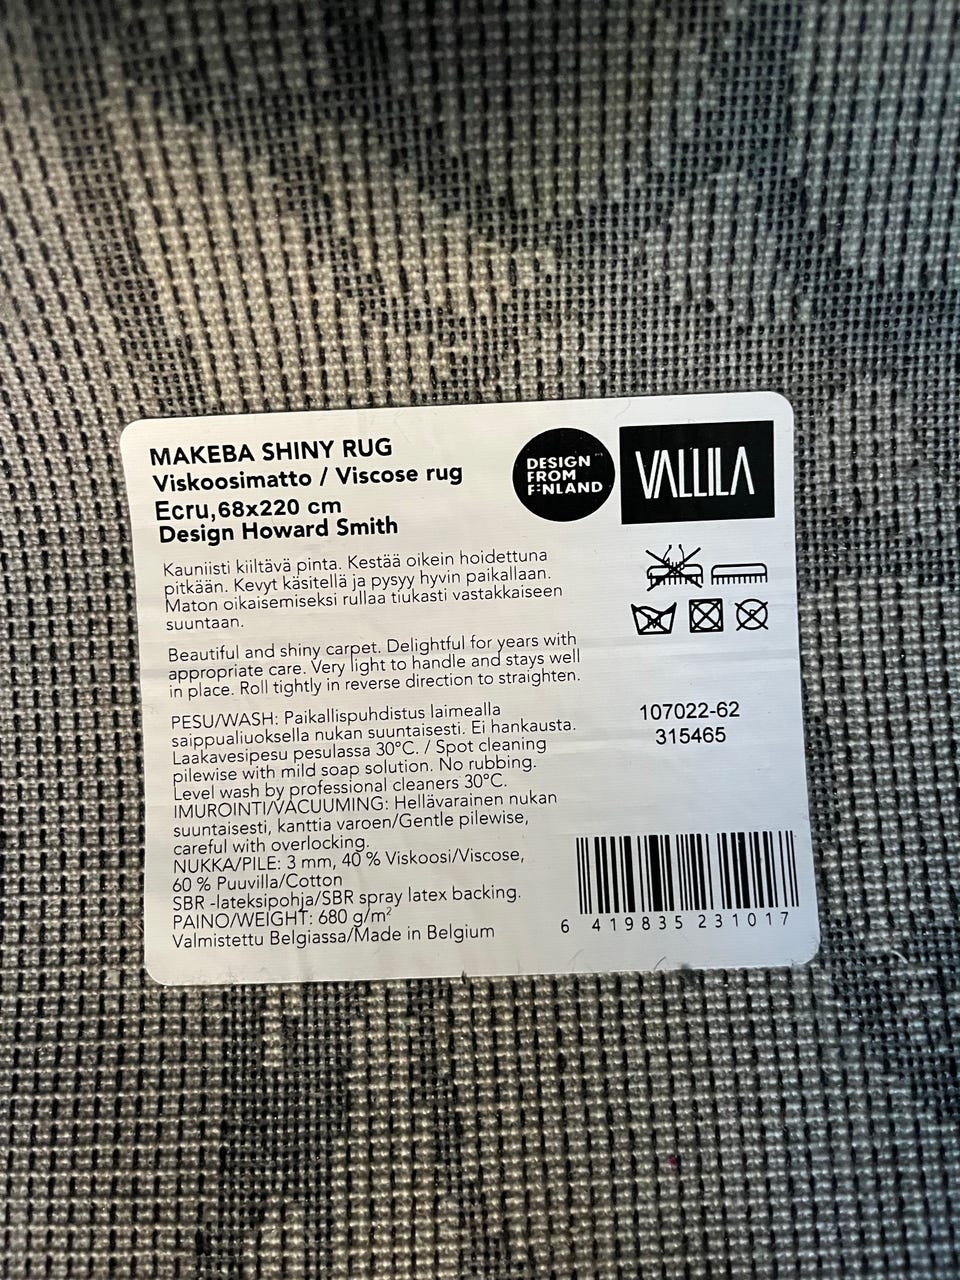 MAKEBA SHINY RUG
Viskoosimatto / Viscose rug
Ecru,68x220 cm
Design Howard Smith
DESIGN
FROM
FINLAND
VALLILA
Kauniisti kiiltävä pinta. Kestää oikein hoidettuna
pitkään. Kevyt käsitellä ja pysyy hyvin paikallaan.
Maton oikaisemiseksi rullaa tiukasti vastakkaiseen
suuntaan.
Beautiful and shiny carpet. Delightful for years with
appropriate care. Very light to handle and stays well
in place. Roll tightly in reverse direction to straighten.
PESU/WASH: Paikallispuhdistus laimealla
saippualiuoksella nukan suuntaisesti. Ei hankausta.
Laakavesipesu pesulassa 30°C. / Spot cleaning
pilewise with mild soap solution. No rubbing.
Level wash by professional cleaners 30°C.
IMUROINTI/VACUUMING: Hellävarainen nukan
suuntaisesti, kanttia varoen/Gentle pilewise,
careful with overlocking.
NUKKA/PILE: 3 mm, 40 % Viskoosi/Viscose,
60 % Puuvilla/Cotton
SBR -lateksipohja/SBR spray latex backing.
PAINO/WEIGHT: 680 g/m²
Valmistettu Belgiassa/Made in Belgium
107022-62
315465
6 419835 231017